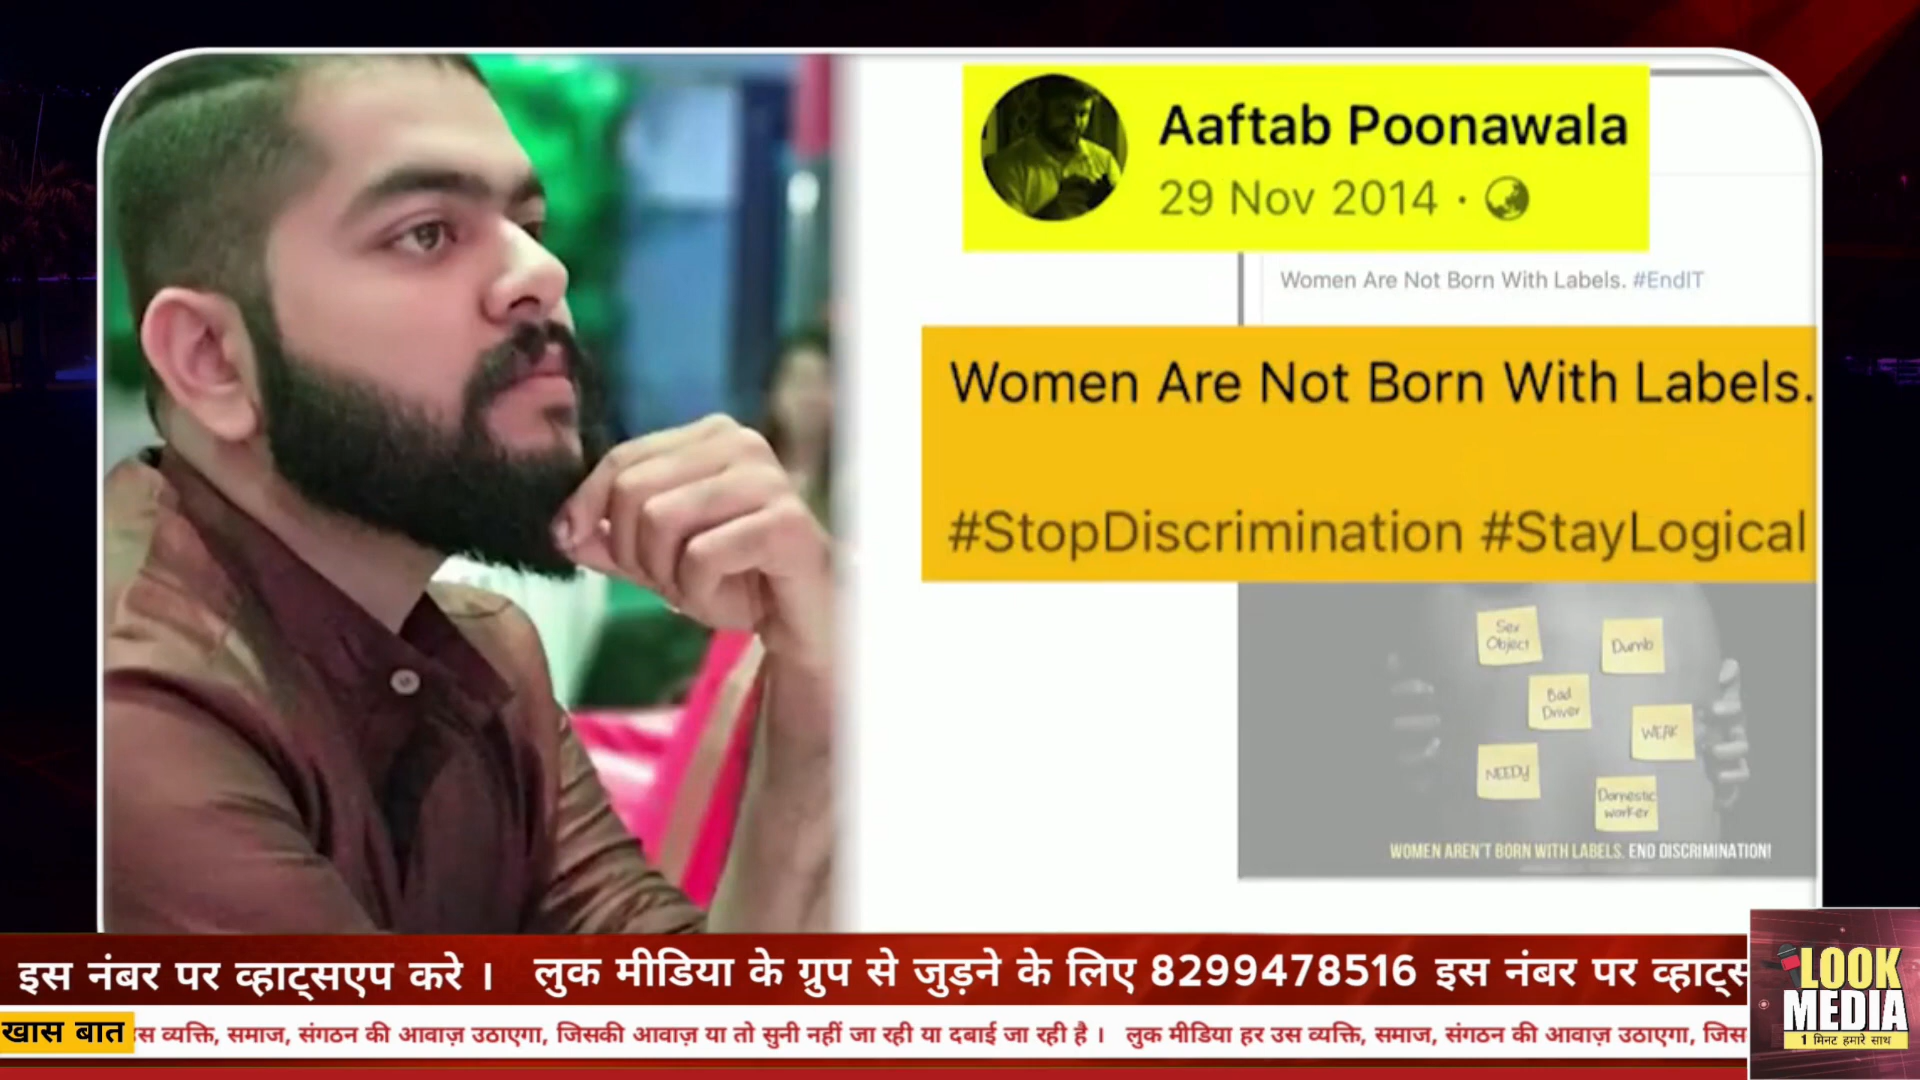 Aaftab Poonawala
29 Nov 2014 ·
Women Are Not Born With Labels. #EndIT
Women Are Not Born With Labels.
#StopDiscrimination #StayLogical
Sex
Object
Dumb
Bad
Driver
WEAK
NEEDY
Domestic
worker
WOMEN AREN'T BORN WITH LABELS. END DISCRIMINATION!
इस नंबर पर व्हाट्सएप करे । लुक मीडिया के ग्रुप से जुड़ने के लिए 8299478516 इस नंबर पर व्हाट्स
खास बात
स व्यक्ति, समाज, संगठन की आवाज़ उठाएगा, जिसकी आवाज़ या तो सुनी नहीं जा रही या दबाई जा रही है । लुक मीडिया हर उस व्यक्ति, समाज, संगठन की आवाज़ उठाएगा, जिस
LOOK
MEDIA
1 मिनट हमारे साथ